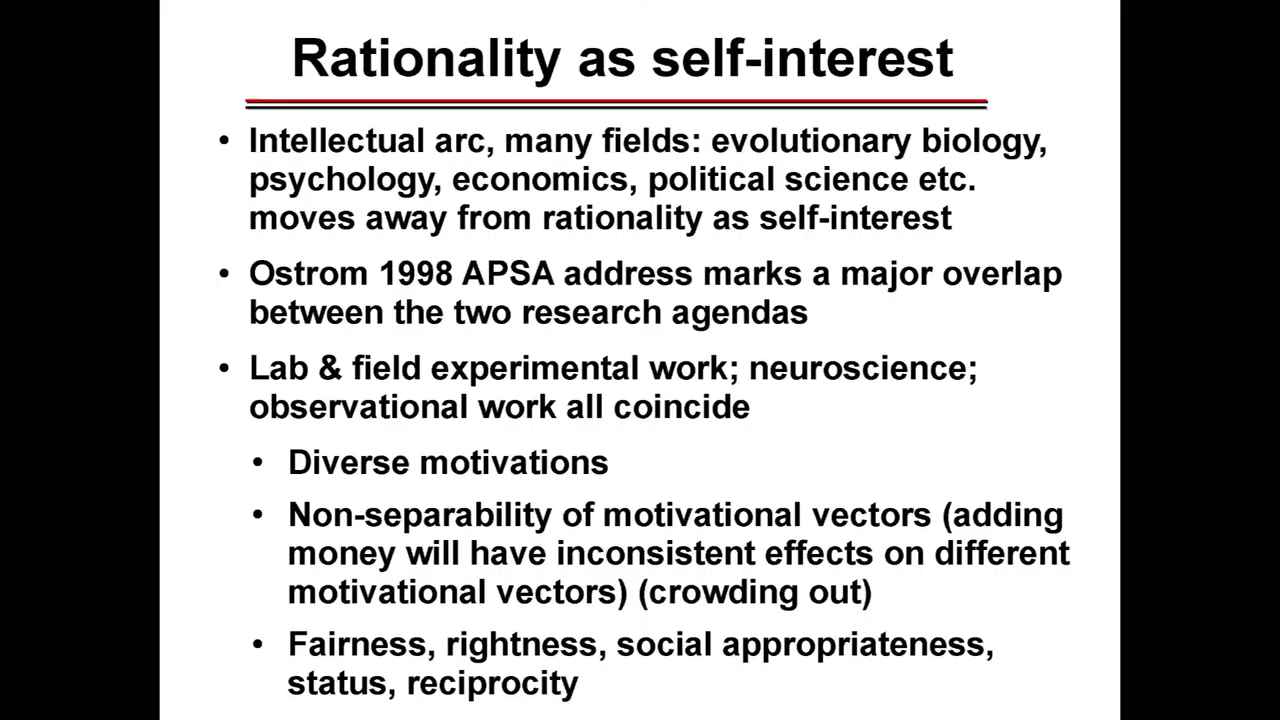 Rationality as self-interest
• Intellectual arc, many fields: evolutionary biology,
psychology, economics, political science etc.
moves away from rationality as self-interest
• Ostrom 1998 APSA address marks a major overlap
between the two research agendas
• Lab & field experimental work; neuroscience;
observational work all coincide
• Diverse motivations
• Non-separability of motivational vectors (adding
money will have inconsistent effects on different
motivational vectors) (crowding out)
• Fairness, rightness, social appropriateness,
status, reciprocity